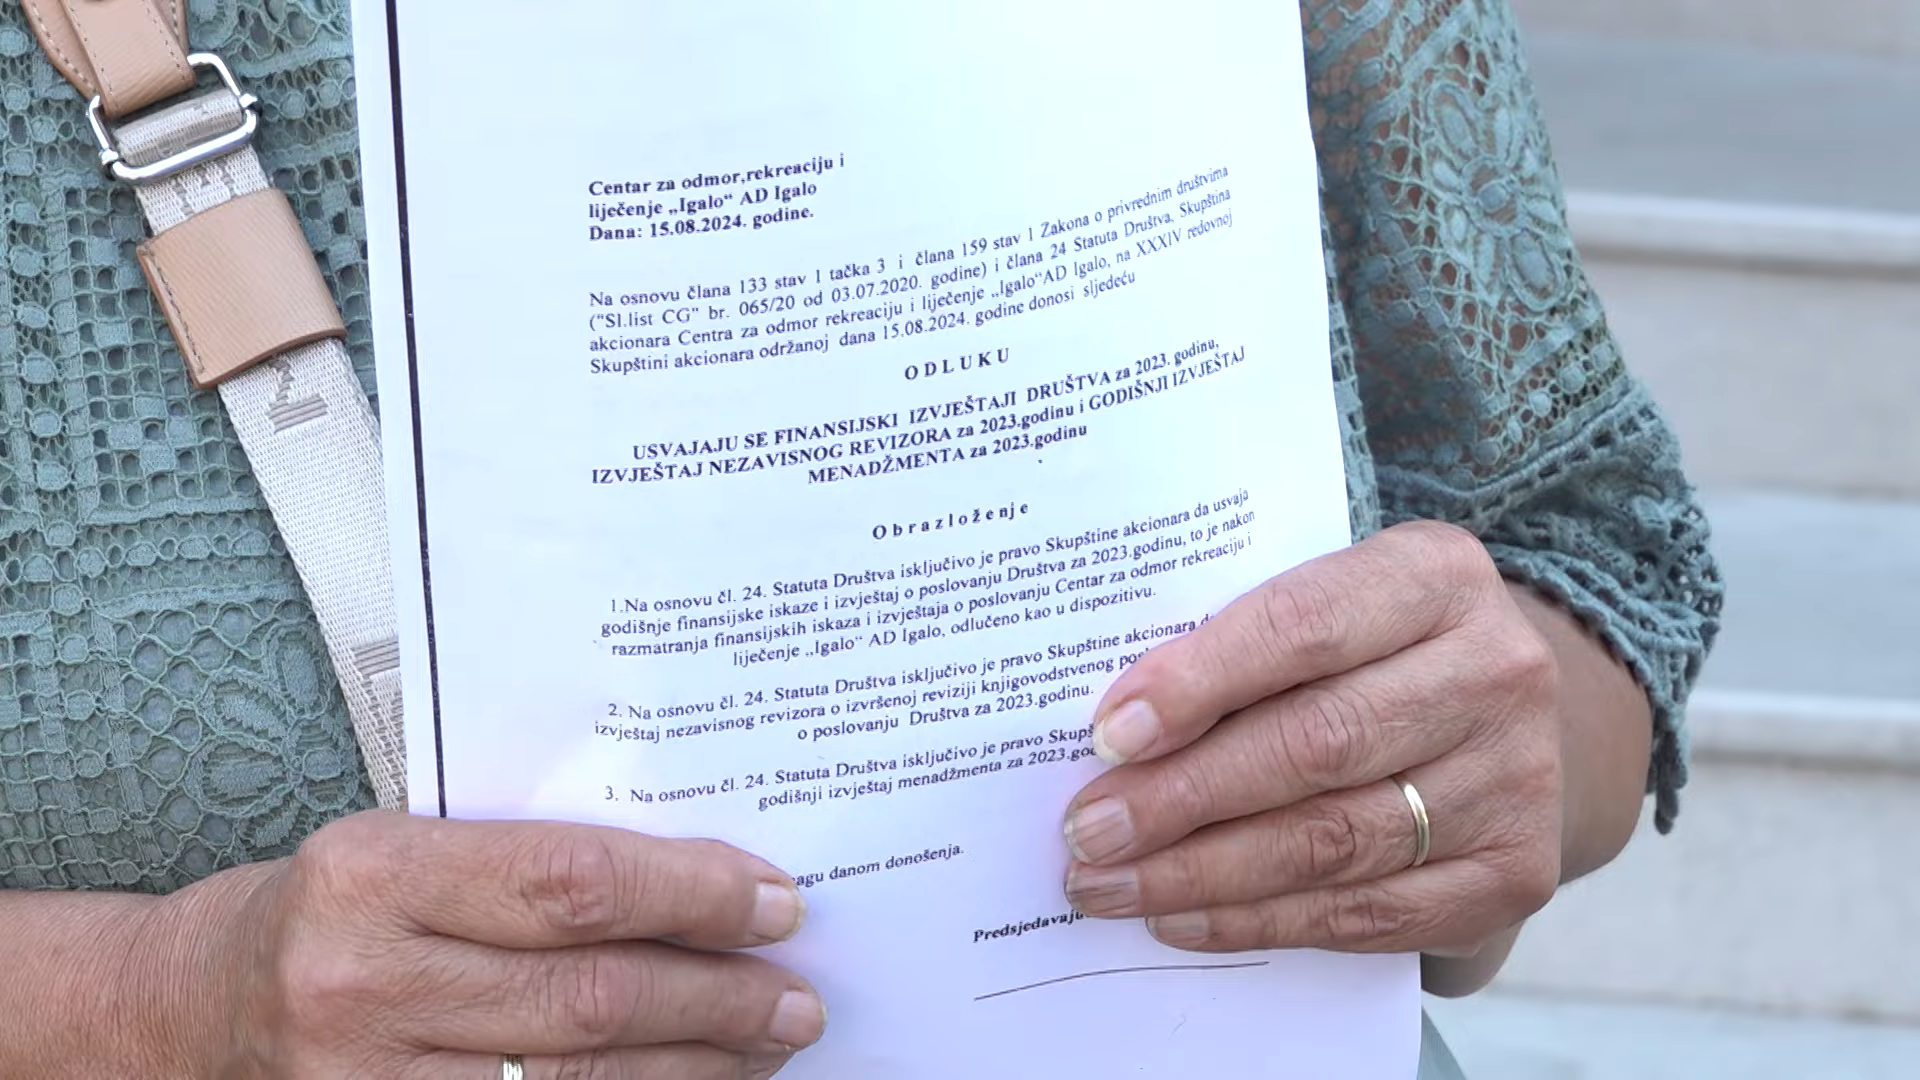 Centar za odmor,rekreaciju i
liječenje „Igalo“ AD Igalo
Dana: 15.08.2024. godine.
Na osnovu člana 133 stav 1 tačka 3 i člana 159 stav 1 Zakona o privrednim društvima
("Sl.list CG" br. 065/20 od 03.07.2020. godine) i člana 24 Statuta Društva, Skupština
akcionara Centra za odmor rekreaciju i liječenje „Igalo“AD Igalo, na XXXIV redovnoj
Skupštini akcionara održanoj dana 15.08.2024. godine donosi sljedeću
O D L U K U
USVAJAJU SE FINANSIJSKI IZVJEŠTAJI DRUŠTVA za 2023. godinu,
IZVJEŠTAJ NEZAVISNOG REVIZORA za 2023.godinu i GODIŠNJI IZVJEŠTAJ
MENADŽMENTA za 2023.godinu
O b r a z l o ž e nj e
1.Na osnovu čl. 24. Statuta Društva isključivo je pravo Skupštine akcionara da usvaja
godišnje finansijske iskaze i izvještaj o poslovanju Društva za 2023.godinu, to je nakon
razmatranja finansijskih iskaza i izvještaja o poslovanju Centar za odmor rekreaciju i
liječenje „Igalo“ AD Igalo, odlučeno kao u dispozitivu.
2. Na osnovu čl. 24. Statuta Društva isključivo je pravo Skupštine akcionara
izvještaj nezavisnog revizora o izvršenoj reviziji knjigovodstvenog
o poslovanju Društva za 2023.godinu.
3. Na osnovu čl. 24. Statuta Društva isključivo je pravo
godišnji izvještaj menadžmenta za
danom donošenja.